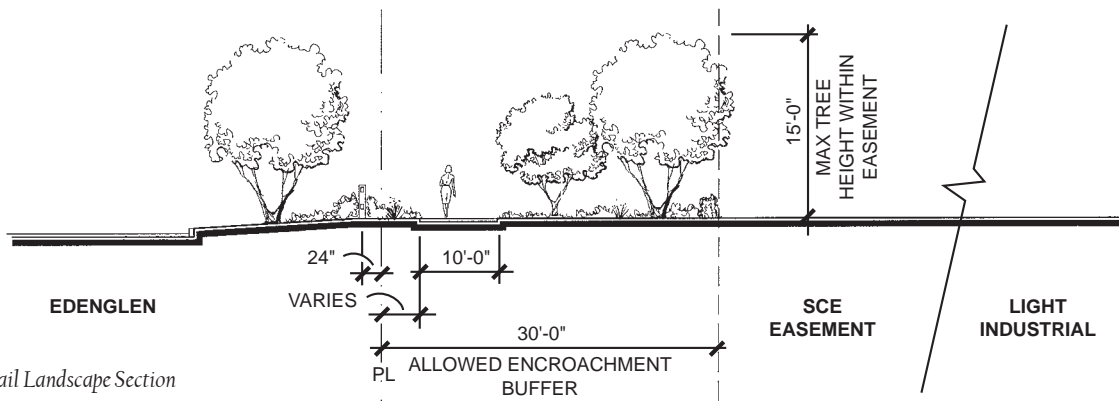 15'-0"
MAX TREE
HEIGHT WITHIN
EASEMENT
24"
10'-0"
VARIES
EDENGLEN
30'-0"
PL
ALLOWED ENCROACHMENT
BUFFER
SCE
EASEMENT
LIGHT
INDUSTRIAL
Landscape Section